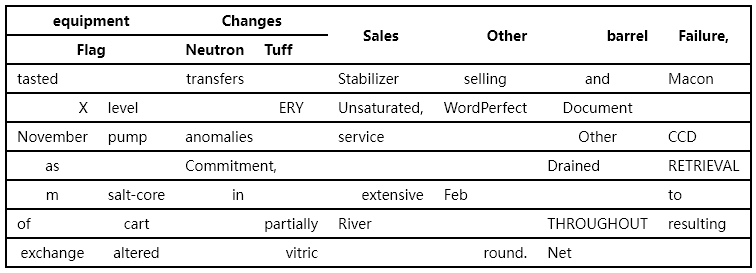 equipment Changes Sales Other barrel Failure,
Flag Neutron Tuff
tasted transfers Stabilizer selling and Macon
X level ERY Unsaturated, WordPerfect Document
November pump anomalies service Other CCD
as Commitment, Drained RETRIEVAL
m salt-core in extensive Feb to
of cart partially River THROUGHOUT resulting
exchange altered vitric round. Net